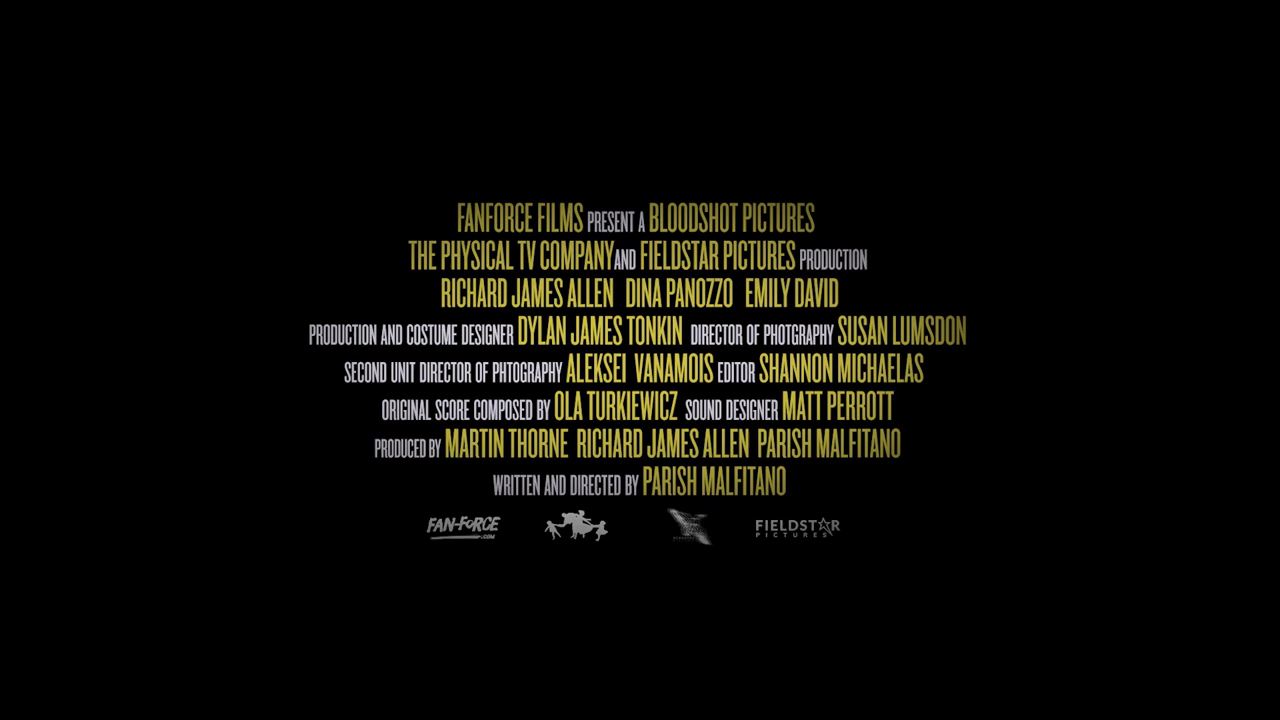 FANFORCE FILMS PRESENT A BLOODSHOT PICTURES
THE PHYSICAL TV COMPANY AND FIELDSTAR PICTURES PRODUCTION
RICHARD JAMES ALLEN DINA PANOZZO EMILY DAVID
PRODUCTION AND COSTUME DESIGNER DYLAN JAMES TONKIN DIRECTOR OF PHOTGRAPHY SUSAN LUMSDON
SECOND UNIT DIRECTOR OF PHTOGRAPHY ALEKSEI VANAMOIS EDITOR SHANNON MICHAELAS
ORIGINAL SCORE COMPOSED BY OLA TURKIEWICZ SOUND DESIGNER MATT PERROTT
PRODUCED BY MARTIN THORNE RICHARD JAMES ALLEN PARISH MALFITANO
WRITTEN AND DIRECTED BY PARISH MALFITANO
FAN-FORCE
.COM
FIELDSTAR
PICTURES